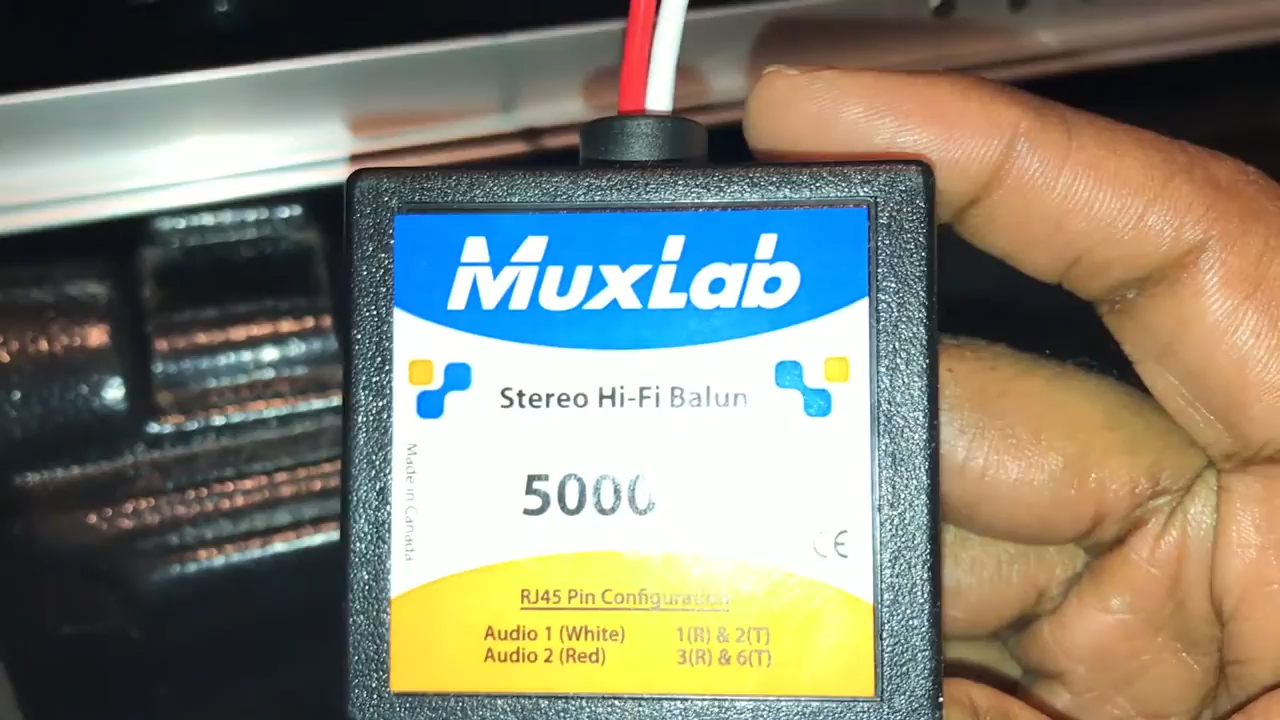 MuxLab
Stereo Hi-Fi Balun
5000
Made in Canada
CE
RJ45 Pin Configuration
Audio 1 (White) 1(R) & 2(T)
Audio 2 (Red) 3(R) & 6(T)